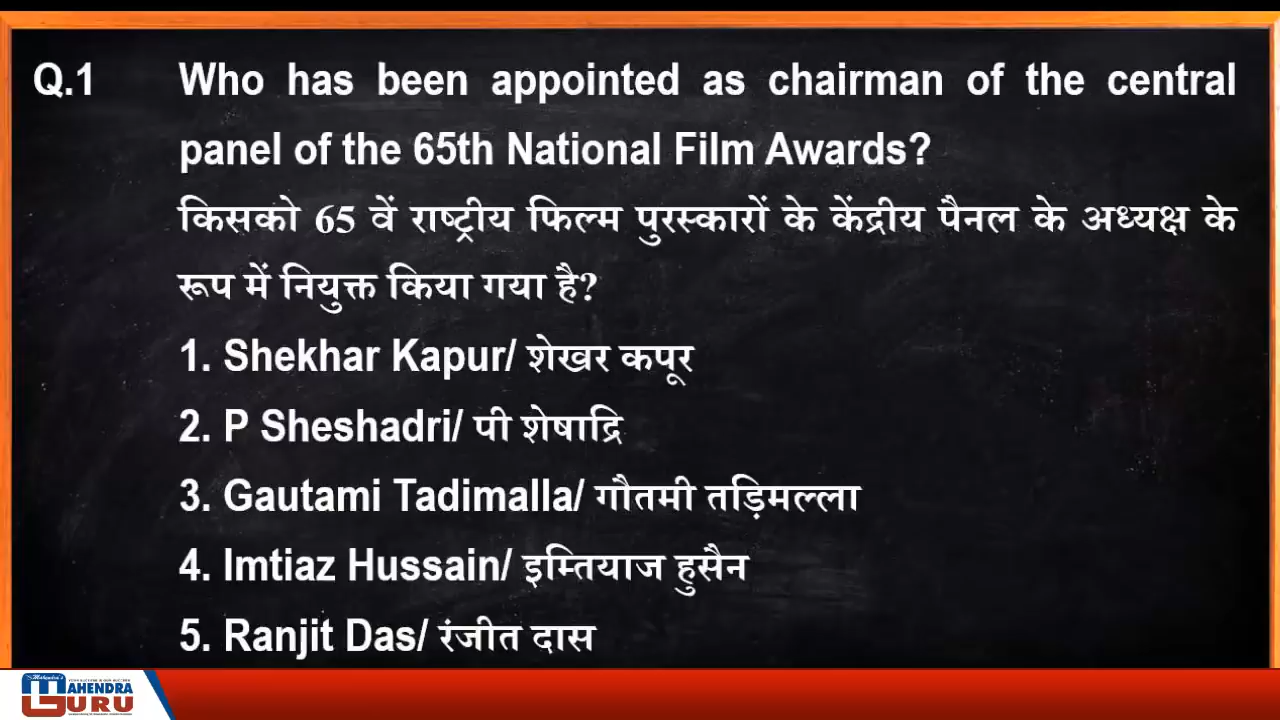 Q.1 Who has been appointed as chairman of the central
panel of the 65th National Film Awards?
किसको 65 वें राष्ट्रीय फिल्म पुरस्कारों के केंद्रीय पैनल के अध्यक्ष के
रूप में नियुक्त किया गया है?
1. Shekhar Kapur/ शेखर कपूर
2. P Sheshadri/ पी शेषाद्रि
3. Gautami Tadimalla/ गौतमी तड़िमल्ला
4. Imtiaz Hussain/ इम्तियाज हुसैन
5. Ranjit Das/ रंजीत दास
Mahendra's
MAHENDRA
GURU